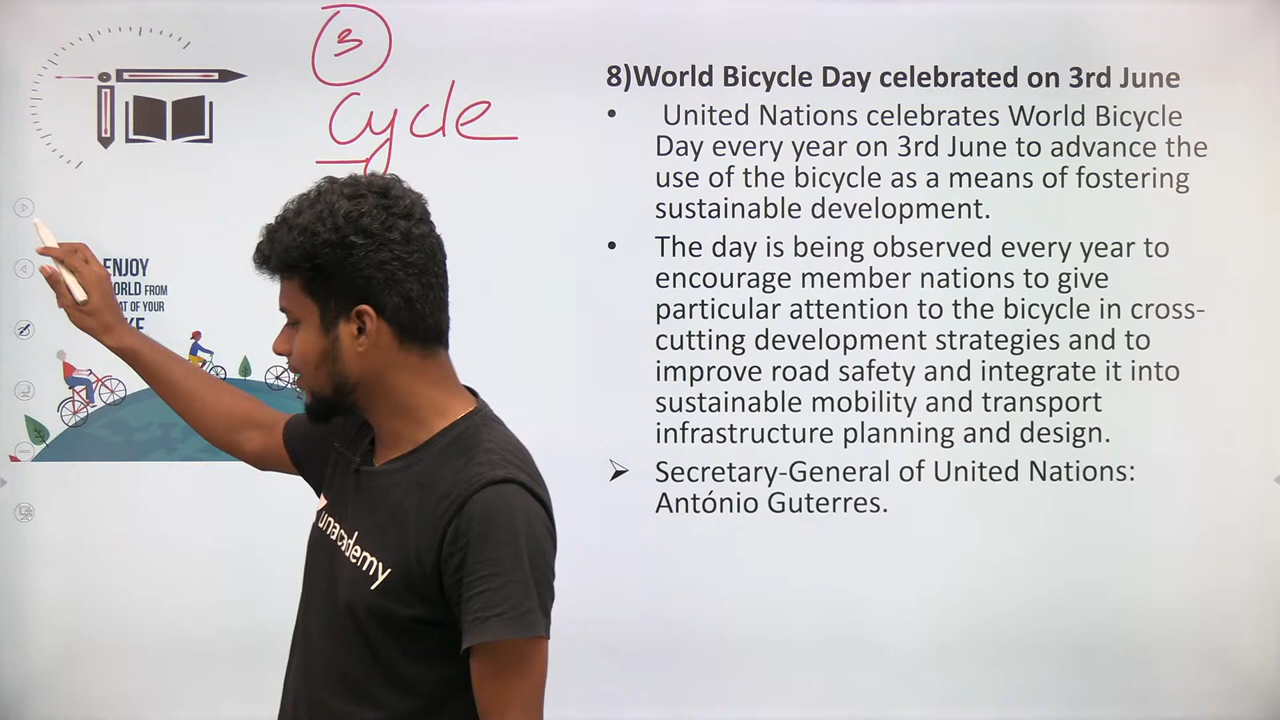 3
Cycle
8)World Bicycle Day celebrated on 3rd June
• United Nations celebrates World Bicycle
Day every year on 3rd June to advance the
use of the bicycle as a means of fostering
sustainable development.
• The day is being observed every year to
encourage member nations to give
particular attention to the bicycle in cross-
cutting development strategies and to
improve road safety and integrate it into
sustainable mobility and transport
infrastructure planning and design.
➢ Secretary-General of United Nations:
António Guterres.
ENJOY
FROM
OF YOUR
unacademy